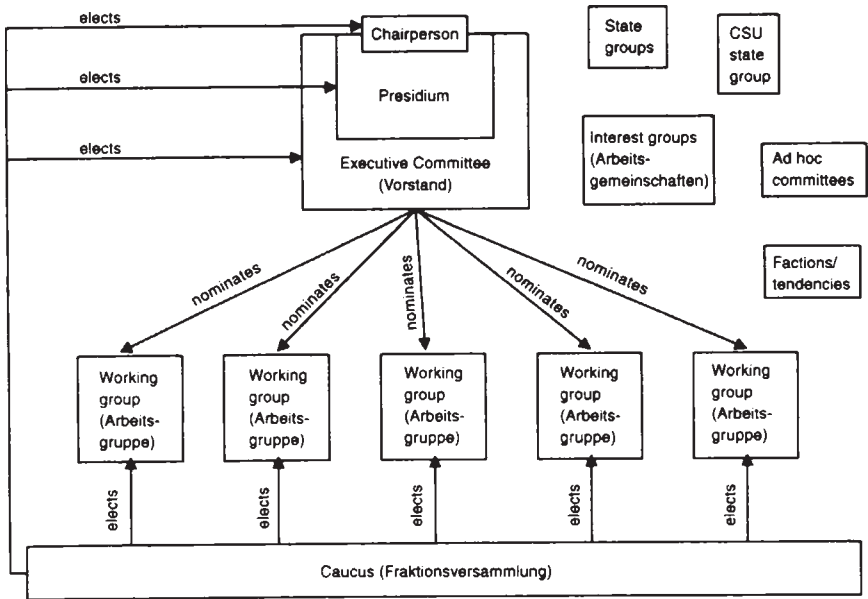 elects
Chairperson
elects
Presidium
elects
Executive Committee
(Vorstand)
State
groups
CSU
state
group
Interest groups
(Arbeits-
gemeinschaften)
Ad hoc
committees
Factions/
tendencies
nominates
nominates
nominates
nominates
nominates
Working
group
(Arbeits-
gruppe)
Working
group
(Arbeits-
gruppe)
Working
group
(Arbeits-
gruppe)
Working
group
(Arbeits-
gruppe)
Working
group
(Arbeits-
gruppe)
elects
elects
elects
elects
elects
Caucus (Fraktionsversammlung)